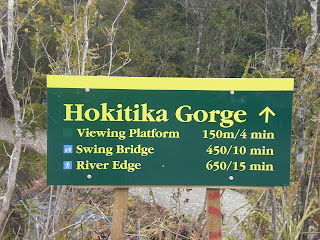 Hokitika Gorge ↑
Viewing Platform 150m/4 min
Swing Bridge 450/10 min
River Edge 650/15 min